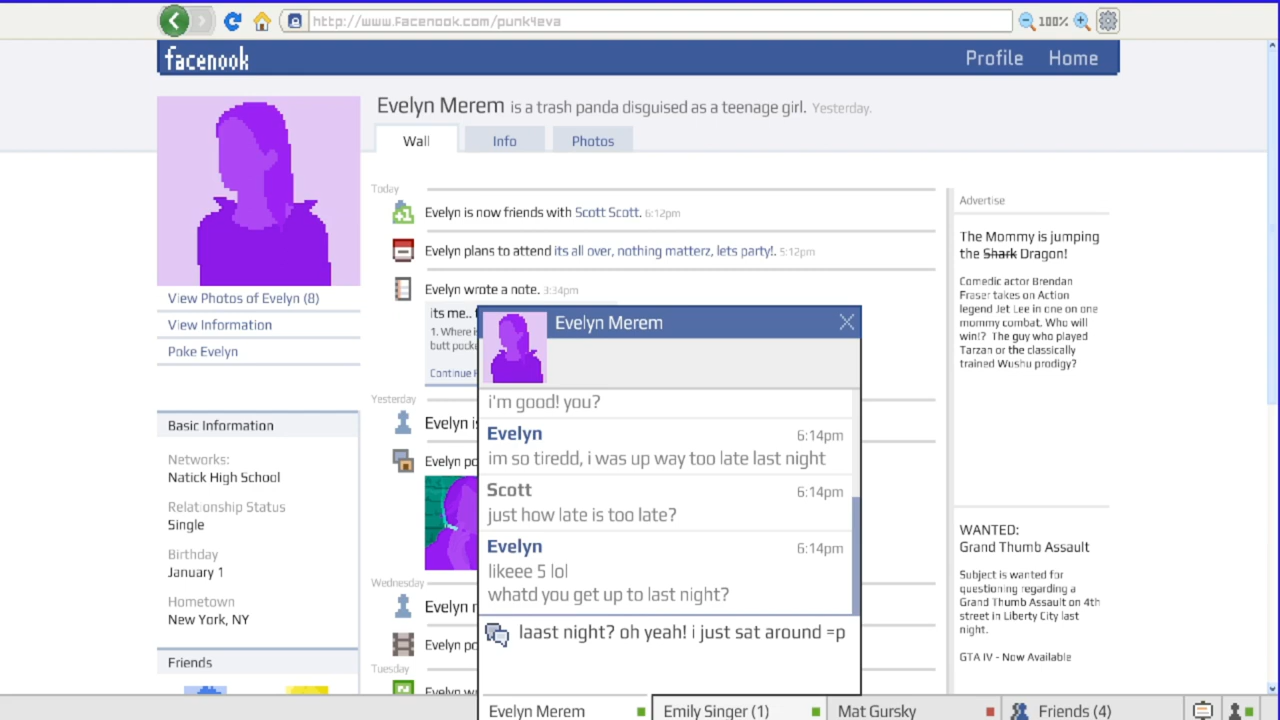 http://www.Facenook.com/punk4eva
100%
facenook
Profile Home
Evelyn Merem is a trash panda disguised as a teenage girl. Yesterday.
Wall Info Photos
Today
Evelyn is now friends with Scott Scott. 6:12pm
Evelyn plans to attend its all over, nothing matterz, lets party!. 5:12pm
Evelyn wrote a note. 3:34pm
its me..
1. Where is
butt pocke
Continue
Yesterday
Evelyn is
Evelyn po
Wednesday
Evelyn
Evelyn po
Tuesday
Evelyn w
View Photos of Evelyn (8)
View Information
Poke Evelyn
Basic Information
Networks:
Natick High School
Relationship Status
Single
Birthday
January 1
Hometown
New York, NY
Friends
Evelyn Merem
i'm good! you?
Evelyn 6:14pm
im so tiredd, i was up way too late last night
Scott 6:14pm
just how late is too late?
Evelyn 6:14pm
likeee 5 lol
whatd you get up to last night?
laast night? oh yeah! i just sat around =p
Advertise
The Mommy is jumping
the Shark Dragon!
Comedic actor Brendan
Fraser takes on Action
legend Jet Lee in one on one
mommy combat. Who will
win!? The guy who played
Tarzan or the classically
trained Wushu prodigy?
WANTED:
Grand Thumb Assault
Subject is wanted for
questioning regarding a
Grand Thumb Assault on 4th
street in Liberty City last
night.
GTA IV - Now Available
Evelyn Merem
Emily Singer (1)
Mat Gursky
Friends (4)